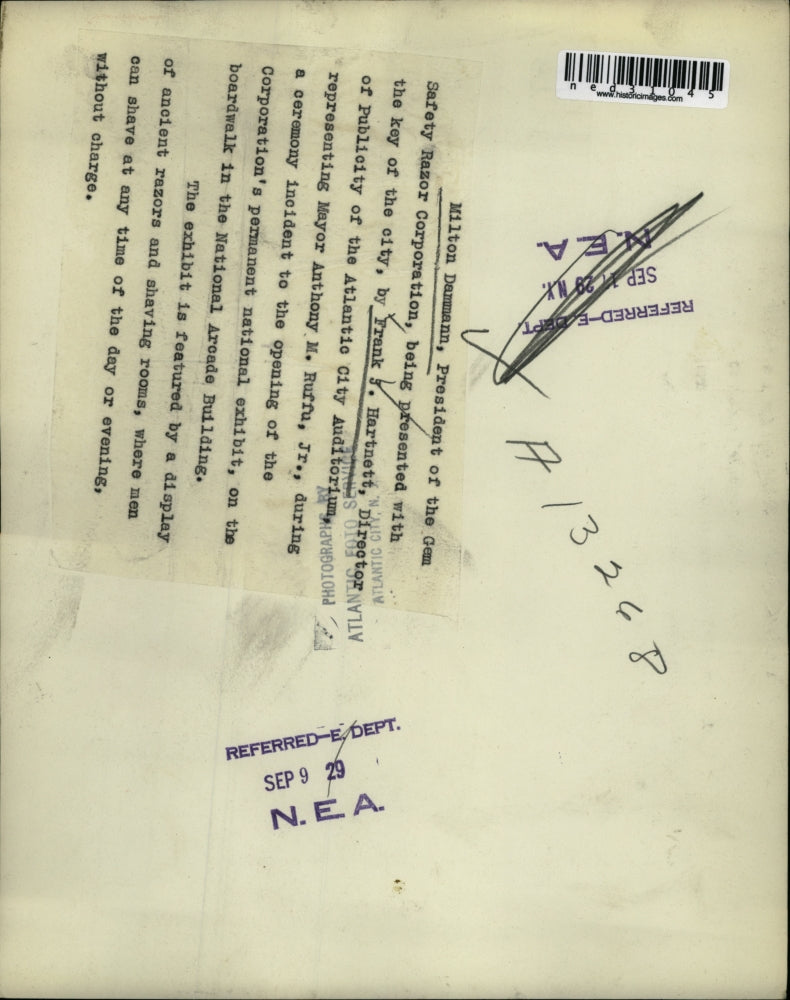 Milton Dammann, President of the Gem
Safety Razor Corporation, being presented with
the key of the city, by Frank J. Hartnett, Director
of Publicity of the Atlantic City Auditorium,
representing Mayor Anthony M. Ruffu, Jr., during
a ceremony incident to the opening of the
Corporation's permanent national exhibit, on the
boardwalk in the National Arcade Building.
The exhibit is featured by a display
of ancient razors and shaving rooms, where men
can shave at any time of the day or evening,
without charge.
PHOTOGRAPHS BY
ATLANTIC FOTO SERVICE
ATLANTIC CITY, N. J.
ned31045
www.historicimages.com
REFERRED-E DEPT
SEP 29 N.Y.
N.E.A.
A 13268
REFERRED-E. DEPT.
SEP 9 29
N.E.A.